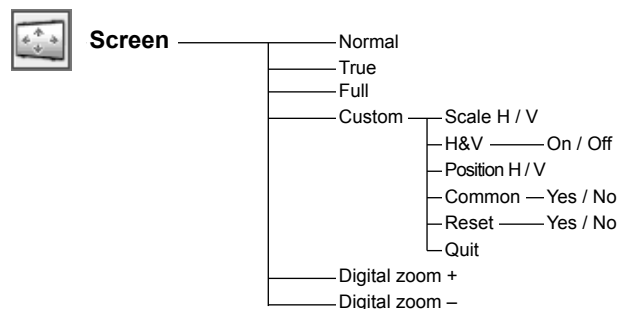 Screen
Normal
True
Full
Custom
Scale H / V
H&V On / Off
Position H / V
Common Yes / No
Reset Yes / No
Quit
Digital zoom +
Digital zoom –